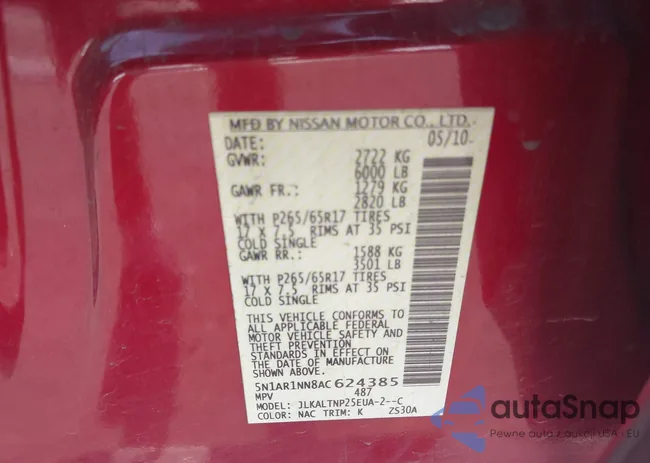 MFD BY NISSAN MOTOR CO., LTD.
DATE: 05/10
GVWR: 2722 KG
6000 LB
GAWR FR.: 1279 KG
2820 LB
WITH P265/65R17 TIRES
17 X 7.5 RIMS AT 35 PSI
COLD SINGLE
GAWR RR.: 1588 KG
3501 LB
WITH P265/65R17 TIRES
17 X 7.5 RIMS AT 35 PSI
COLD SINGLE
THIS VEHICLE CONFORMS TO
ALL APPLICABLE FEDERAL
MOTOR VEHICLE SAFETY AND
THEFT PREVENTION
STANDARDS IN EFFECT ON
THE DATE OF MANUFACTURE
SHOWN ABOVE.
5N1AR1NN8AC624385
MPV 487
MODEL: JLKALTNP25EUA-2--C
COLOR: NAC TRIM: K ZS30A
autoSnap
Pewne auta z aukcji USA i EU